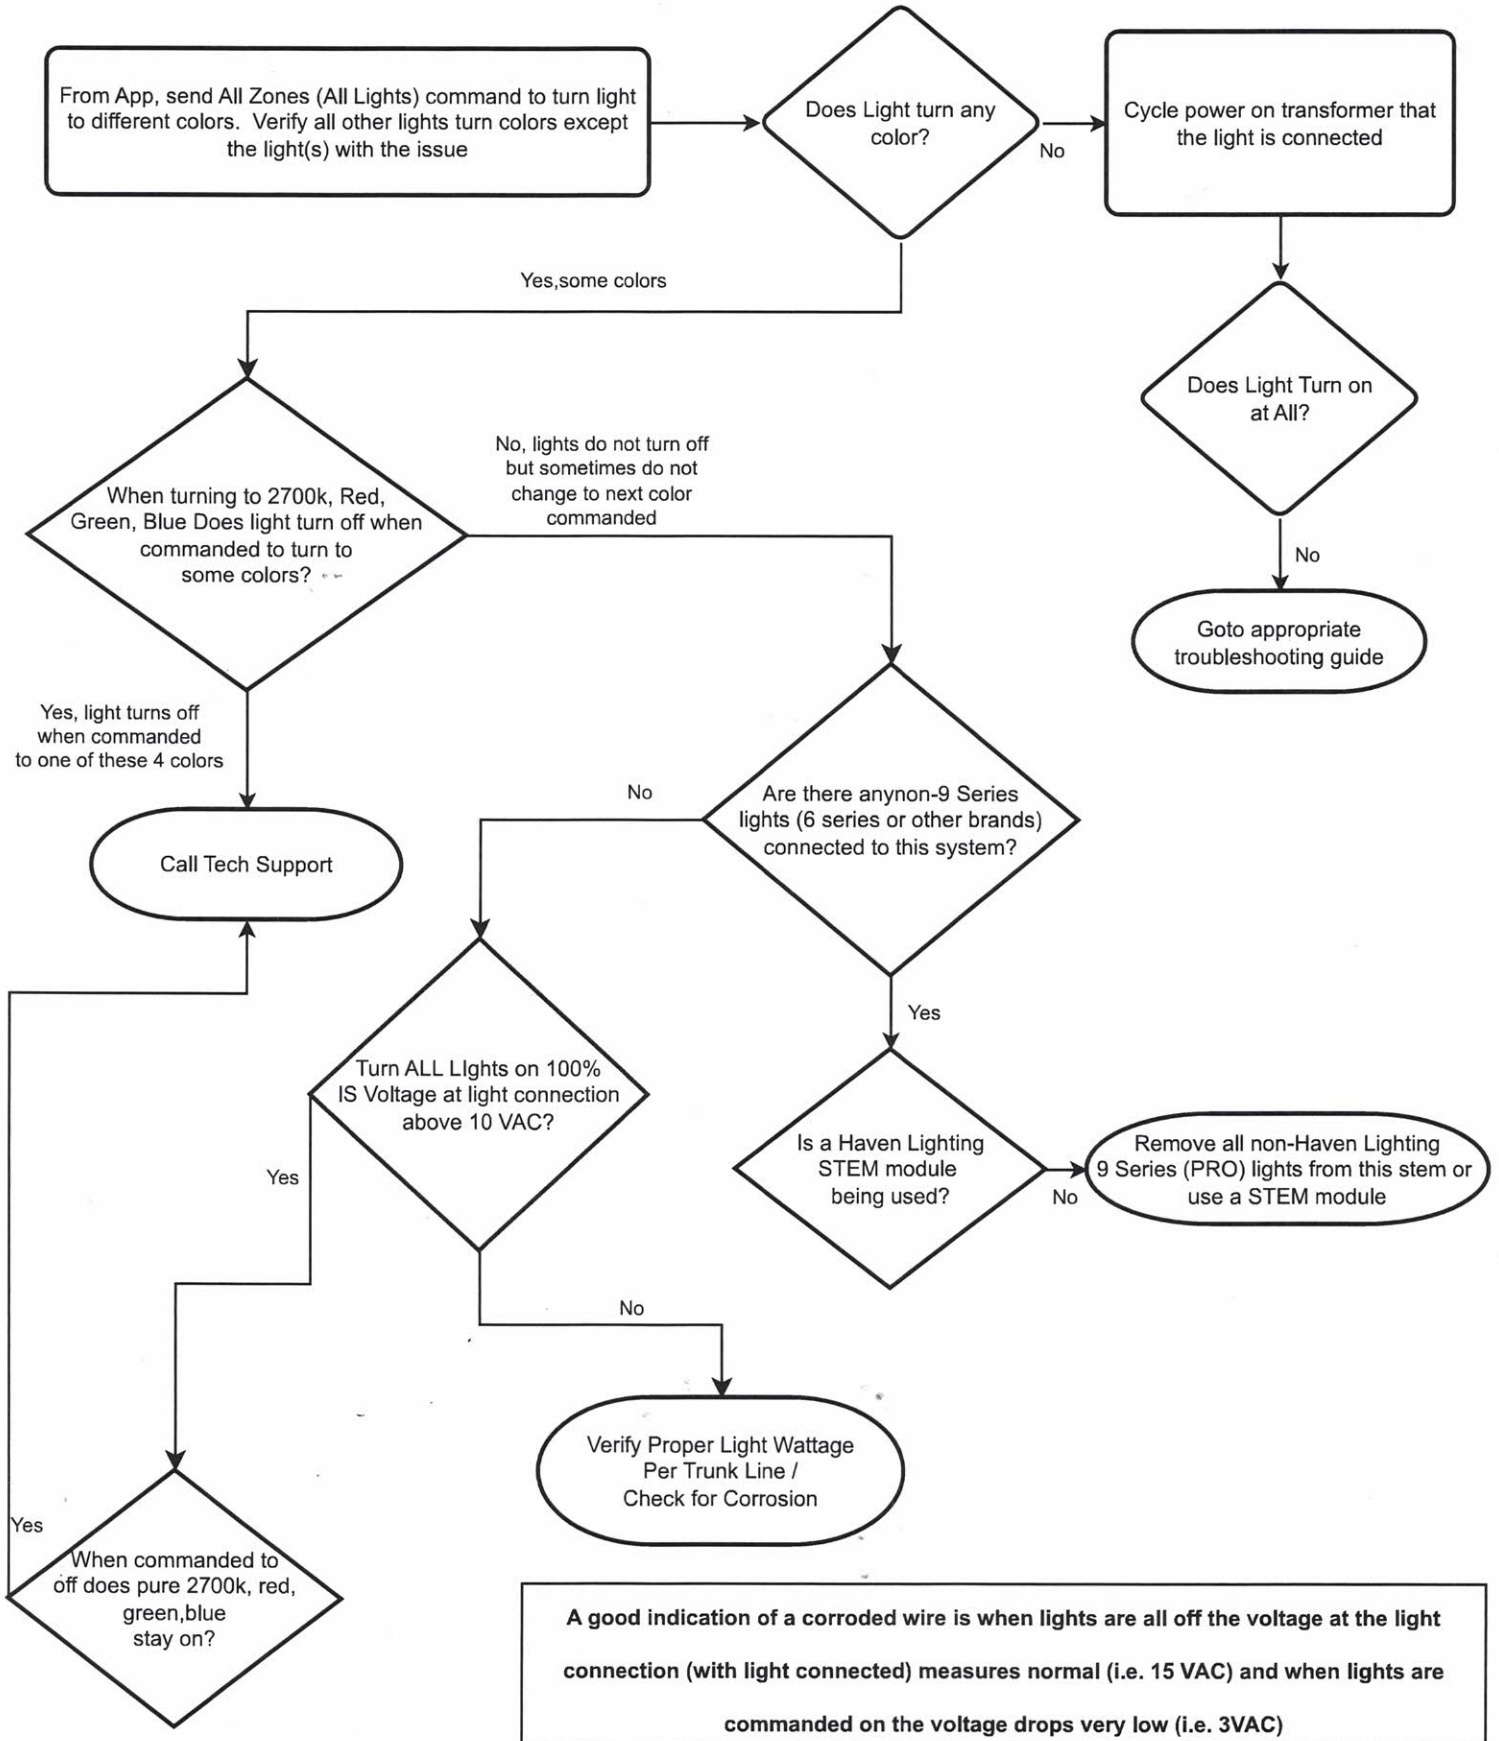 From App, send All Zones (All Lights) command to turn light
to different colors.  Verify all other lights turn colors except
the light(s) with the issue
Does Light turn any
color?
No
Cycle power on transformer that
the light is connected
Yes,some colors
Does Light Turn on
at All?
No
Goto appropriate
troubleshooting guide
When turning to 2700k, Red,
Green, Blue Does light turn off when
commanded to turn to
some colors?
No, lights do not turn off
but sometimes do not
change to next color
commanded
Yes, light turns off
when commanded
to one of these 4 colors
Call Tech Support
Are there anynon-9 Series
lights (6 series or other brands)
connected to this system?
No
Yes
Turn ALL LIghts on 100%
IS Voltage at light connection
above 10 VAC?
Is a Haven Lighting
STEM module
being used?
No
Remove all non-Haven Lighting
9 Series (PRO) lights from this stem or
use a STEM module
Yes
No
Verify Proper Light Wattage
Per Trunk Line /
Check for Corrosion
Yes
When commanded to
off does pure 2700k, red,
green,blue
stay on?
A good indication of a corroded wire is when lights are all off the voltage at the light
connection (with light connected) measures normal (i.e. 15 VAC) and when lights are
commanded on the voltage drops very low (i.e. 3VAC)